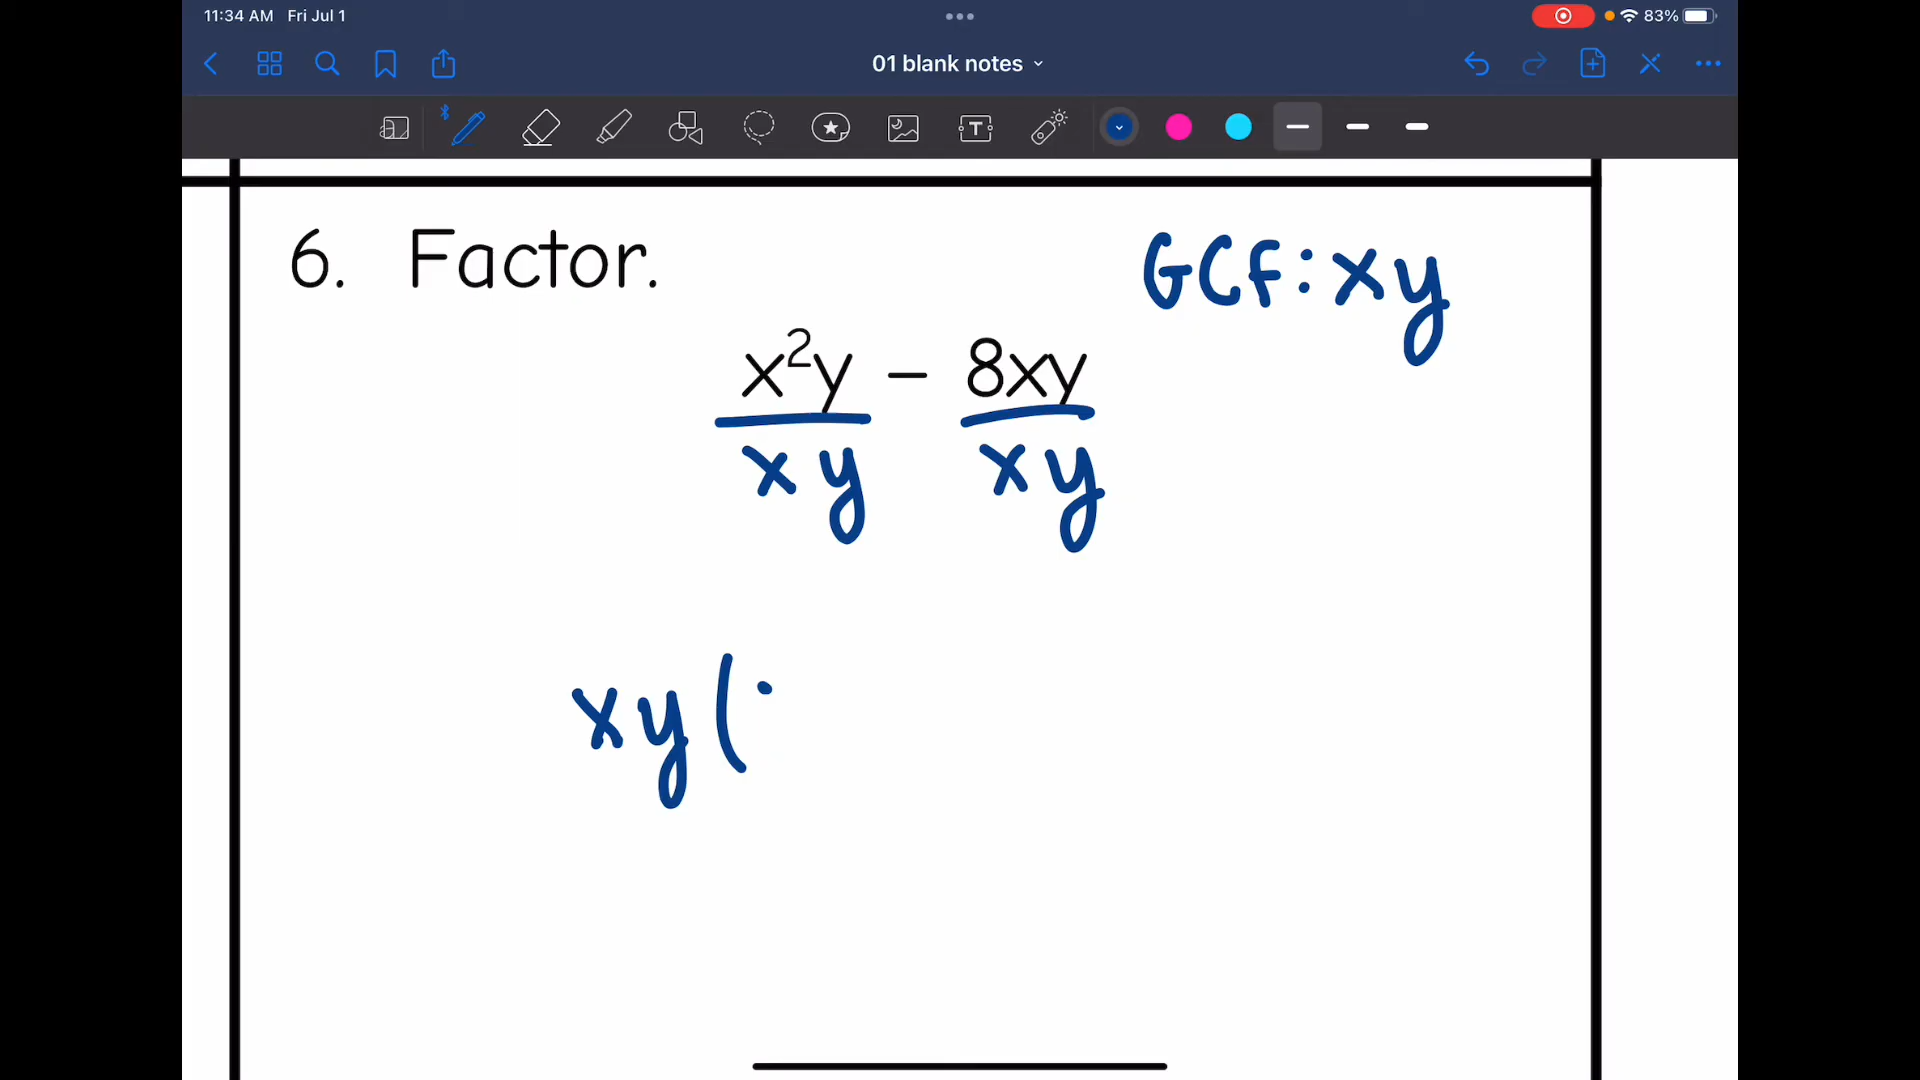 11:34 AM Fri Jul 1
83%
01 blank notes
6. Factor.
GCF: xy
x²y – 8xy
xy xy
xy (